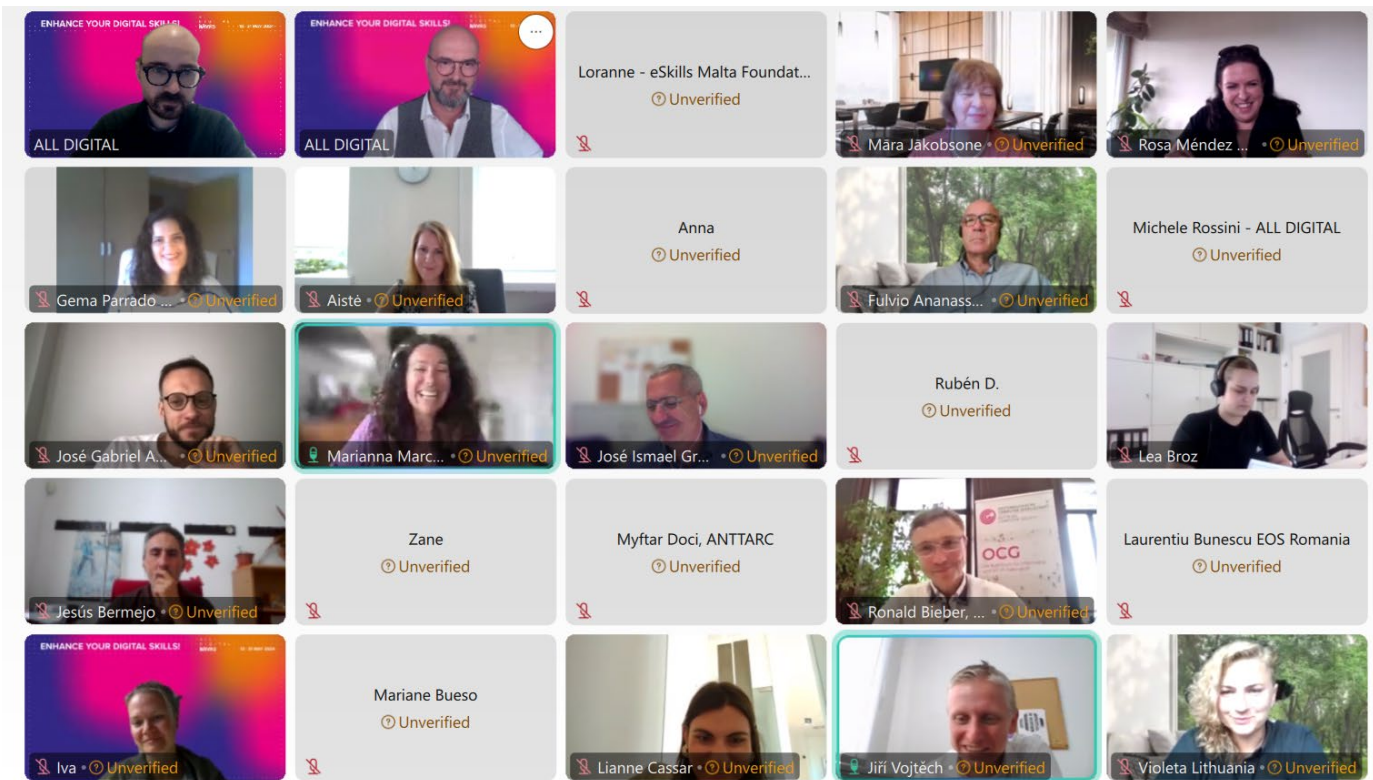 ENHANCE YOUR DIGITAL SKILLS!
ALL DIGITAL
ENHANCE YOUR DIGITAL SKILLS!
ALL DIGITAL
Loranne - eSkills Malta Foundat...
Unverified
Māra Jākobsone • Unverified
Rosa Méndez ... • Unverified
Gema Parrado ... • Unverified
Aistė • Unverified
Anna
Unverified
Fulvio Ananass... • Unverified
Michele Rossini - ALL DIGITAL
Unverified
José Gabriel A... • Unverified
Marianna Marc... • Unverified
José Ismael Gr... • Unverified
Rubén D.
Unverified
Lea Broz
Jesús Bermejo • Unverified
Zane
Unverified
Myftar Doci, ANTTARC
Unverified
OCG
Ronald Bieber, ... • Unverified
Laurentiu Bunescu EOS Romania
Unverified
ENHANCE YOUR DIGITAL SKILLS!
Iva • Unverified
Mariane Bueso
Unverified
Lianne Cassar • Unverified
Jiří Vojtěch • Unverified
Violeta Lithuania • Unverified